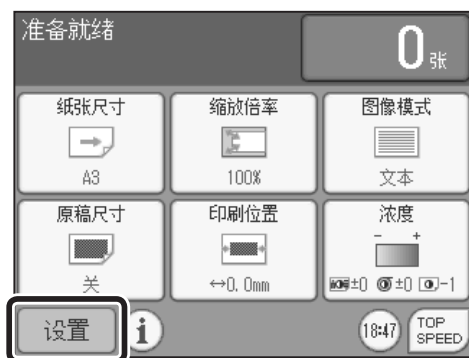 准备就绪
0张
纸张尺寸 缩放倍率 图像模式
A3 100% 文本
原稿尺寸 印刷位置 浓度
- +
关 ↔0.0mm ±0 ±0 -1
设置 i 18:47 TOP
SPEED